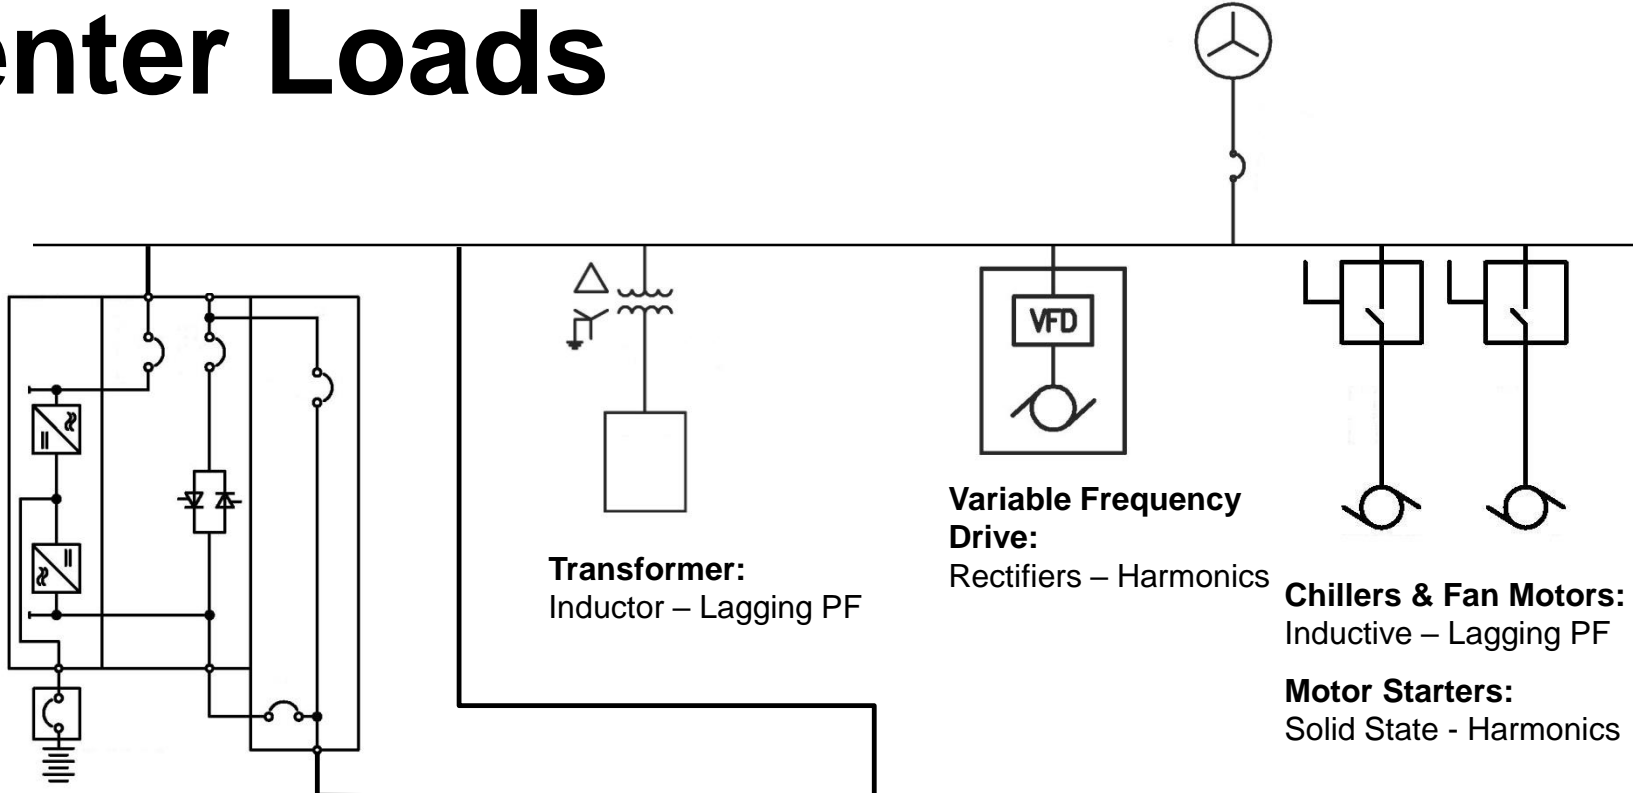 enter Loads
VFD
Transformer:
Inductor – Lagging PF
Variable Frequency
Drive:
Rectifiers – Harmonics
Chillers & Fan Motors:
Inductive – Lagging PF
Motor Starters:
Solid State - Harmonics